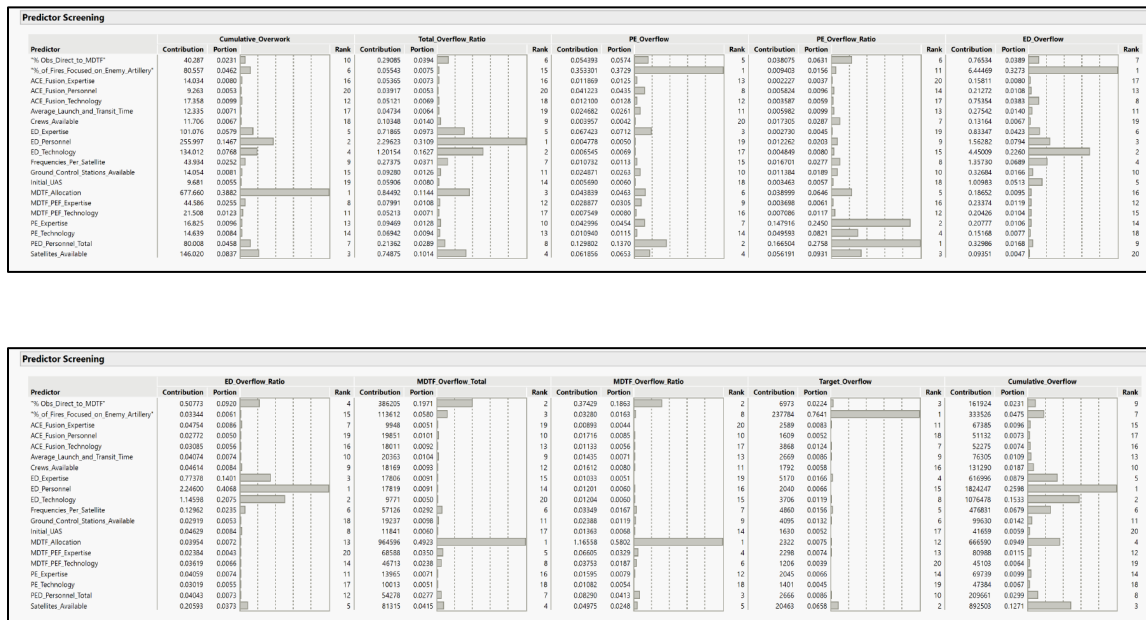 Predictor Screening
Cumulative_Overwork Total_Overflow_Ratio PE_Overflow PE_Overflow_Ratio ED_Overflow
Predictor Contribution Portion Rank Contribution Portion Rank Contribution Portion Rank Contribution Portion Rank Contribution Portion Rank
"% Obs_Direct_to_MDTF" 40.287 0.0231 10 0.29085 0.0394 6 0.054393 0.0574 5 0.038075 0.0631 6 0.76534 0.0389 7
"%_of_Fires_Focused_on_Enemy_Artillery" 80.557 0.0462 6 0.05543 0.0075 15 0.353301 0.3729 1 0.009403 0.0156 11 6.44469 0.3273 1
ACE_Fusion_Expertise 14.034 0.0080 16 0.05365 0.0073 16 0.011869 0.0125 13 0.002227 0.0037 20 0.15811 0.0080 17
ACE_Fusion_Personnel 9.263 0.0053 20 0.03917 0.0053 20 0.041223 0.0435 8 0.005824 0.0096 14 0.21272 0.0108 13
ACE_Fusion_Technology 17.358 0.0099 12 0.05121 0.0069 18 0.012100 0.0128 12 0.003587 0.0059 17 0.75354 0.0383 8
Average_Launch_and_Transit_Time 12.335 0.0071 17 0.04734 0.0064 19 0.024682 0.0261 11 0.005982 0.0099 13 0.27542 0.0140 11
Crews_Available 11.706 0.0067 18 0.10348 0.0140 9 0.003957 0.0042 20 0.017305 0.0287 7 0.13164 0.0067 19
ED_Expertise 101.076 0.0579 5 0.71865 0.0973 5 0.067423 0.0712 3 0.002730 0.0045 19 0.83347 0.0423 6
ED_Personnel 255.997 0.1467 2 2.29623 0.3109 1 0.004778 0.0050 19 0.012262 0.0203 9 1.56282 0.0794 3
ED_Technology 134.012 0.0768 4 1.20154 0.1627 2 0.006545 0.0069 17 0.004849 0.0080 15 4.45009 0.2260 2
Frequencies_Per_Satellite 43.934 0.0252 9 0.27375 0.0371 7 0.010732 0.0113 15 0.016701 0.0277 8 1.35730 0.0689 4
Ground_Control_Stations_Available 14.054 0.0081 15 0.09280 0.0126 11 0.024871 0.0263 10 0.011384 0.0189 10 0.32684 0.0166 10
Initial_UAS 9.681 0.0055 19 0.05906 0.0080 14 0.005690 0.0060 18 0.003463 0.0057 18 1.00983 0.0513 5
MDTF_Allocation 677.660 0.3882 1 0.84492 0.1144 3 0.043839 0.0463 6 0.038999 0.0646 5 0.18652 0.0095 16
MDTF_PEF_Expertise 44.586 0.0255 8 0.07991 0.0108 12 0.028877 0.0305 9 0.003698 0.0061 16 0.23374 0.0119 12
MDTF_PEF_Technology 21.508 0.0123 11 0.05213 0.0071 17 0.007549 0.0080 16 0.007086 0.0117 12 0.20426 0.0104 15
PE_Expertise 16.825 0.0096 13 0.09469 0.0128 10 0.042996 0.0454 7 0.147916 0.2450 2 0.20777 0.0106 14
PE_Technology 14.639 0.0084 14 0.06942 0.0094 13 0.010940 0.0115 14 0.049593 0.0821 4 0.15168 0.0077 18
PED_Personnel_Total 80.008 0.0458 7 0.21362 0.0289 8 0.129802 0.1370 2 0.166504 0.2758 1 0.32986 0.0168 9
Satellites_Available 146.020 0.0837 3 0.74875 0.1014 4 0.061856 0.0653 4 0.056191 0.0931 3 0.09351 0.0047 20
Predictor Screening
ED_Overflow_Ratio MDTF_Overflow_Total MDTF_Overflow_Ratio Target_Overflow Cumulative_Overflow
Predictor Contribution Portion Rank Contribution Portion Rank Contribution Portion Rank Contribution Portion Rank Contribution Portion Rank
"% Obs_Direct_to_MDTF" 0.50773 0.0920 4 386205 0.1971 2 0.37429 0.1863 2 6973 0.0224 3 161924 0.0231 9
"%_of_Fires_Focused_on_Enemy_Artillery" 0.03344 0.0061 15 113612 0.0580 3 0.03280 0.0163 8 237784 0.7641 1 333526 0.0475 7
ACE_Fusion_Expertise 0.04754 0.0086 7 9948 0.0051 19 0.00893 0.0044 20 2589 0.0083 11 67385 0.0096 15
ACE_Fusion_Personnel 0.02772 0.0050 19 19851 0.0101 10 0.01716 0.0085 10 1609 0.0052 18 51132 0.0073 17
ACE_Fusion_Technology 0.03085 0.0056 16 18011 0.0092 13 0.01133 0.0056 17 3868 0.0124 7 52275 0.0074 16
Average_Launch_and_Transit_Time 0.04074 0.0074 10 20363 0.0104 9 0.01435 0.0071 13 2669 0.0086 9 76305 0.0109 13
Crews_Available 0.04614 0.0084 9 18169 0.0093 12 0.01612 0.0080 11 1792 0.0058 16 131290 0.0187 10
ED_Expertise 0.77378 0.1401 3 17806 0.0091 15 0.01033 0.0051 19 5170 0.0166 4 616996 0.0879 5
ED_Personnel 2.24600 0.4068 1 17819 0.0091 14 0.01201 0.0060 16 2040 0.0066 15 1824247 0.2598 1
ED_Technology 1.14598 0.2075 2 9771 0.0050 20 0.01204 0.0060 15 3706 0.0119 8 1076478 0.1533 2
Frequencies_Per_Satellite 0.12962 0.0235 6 57126 0.0292 6 0.03349 0.0167 7 4860 0.0156 5 476831 0.0679 6
Ground_Control_Stations_Available 0.02919 0.0053 18 19237 0.0098 11 0.02388 0.0119 9 4095 0.0132 6 99630 0.0142 11
Initial_UAS 0.04629 0.0084 8 11841 0.0060 17 0.01363 0.0068 14 1630 0.0052 17 41659 0.0059 20
MDTF_Allocation 0.03954 0.0072 13 964596 0.4923 1 1.16558 0.5802 1 2322 0.0075 12 666590 0.0949 4
MDTF_PEF_Expertise 0.02384 0.0043 20 68588 0.0350 5 0.06605 0.0329 4 2298 0.0074 13 80988 0.0115 12
MDTF_PEF_Technology 0.03619 0.0066 14 46713 0.0238 8 0.03753 0.0187 6 1206 0.0039 20 45103 0.0064 19
PE_Expertise 0.04059 0.0074 11 13965 0.0071 16 0.01595 0.0079 12 2045 0.0066 14 69739 0.0099 14
PE_Technology 0.03019 0.0055 17 10013 0.0051 18 0.01082 0.0054 18 1401 0.0045 19 47384 0.0067 18
PED_Personnel_Total 0.04043 0.0073 12 54278 0.0277 7 0.08290 0.0413 3 2666 0.0086 10 209661 0.0299 8
Satellites_Available 0.20593 0.0373 5 81315 0.0415 4 0.04975 0.0248 5 20463 0.0658 2 892503 0.1271 3